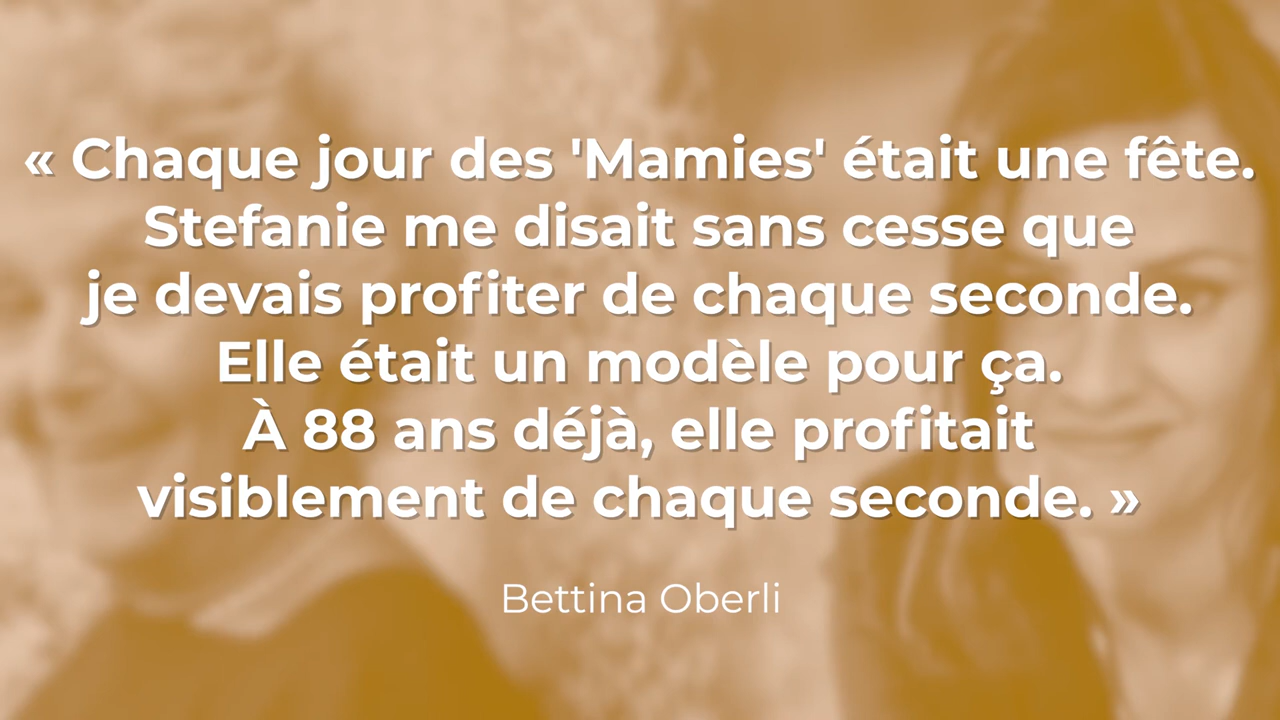 « Chaque jour des 'Mamies' était une fête.
Stefanie me disait sans cesse que
je devais profiter de chaque seconde.
Elle était un modèle pour ça.
À 88 ans déjà, elle profitait
visiblement de chaque seconde. »
Bettina Oberli